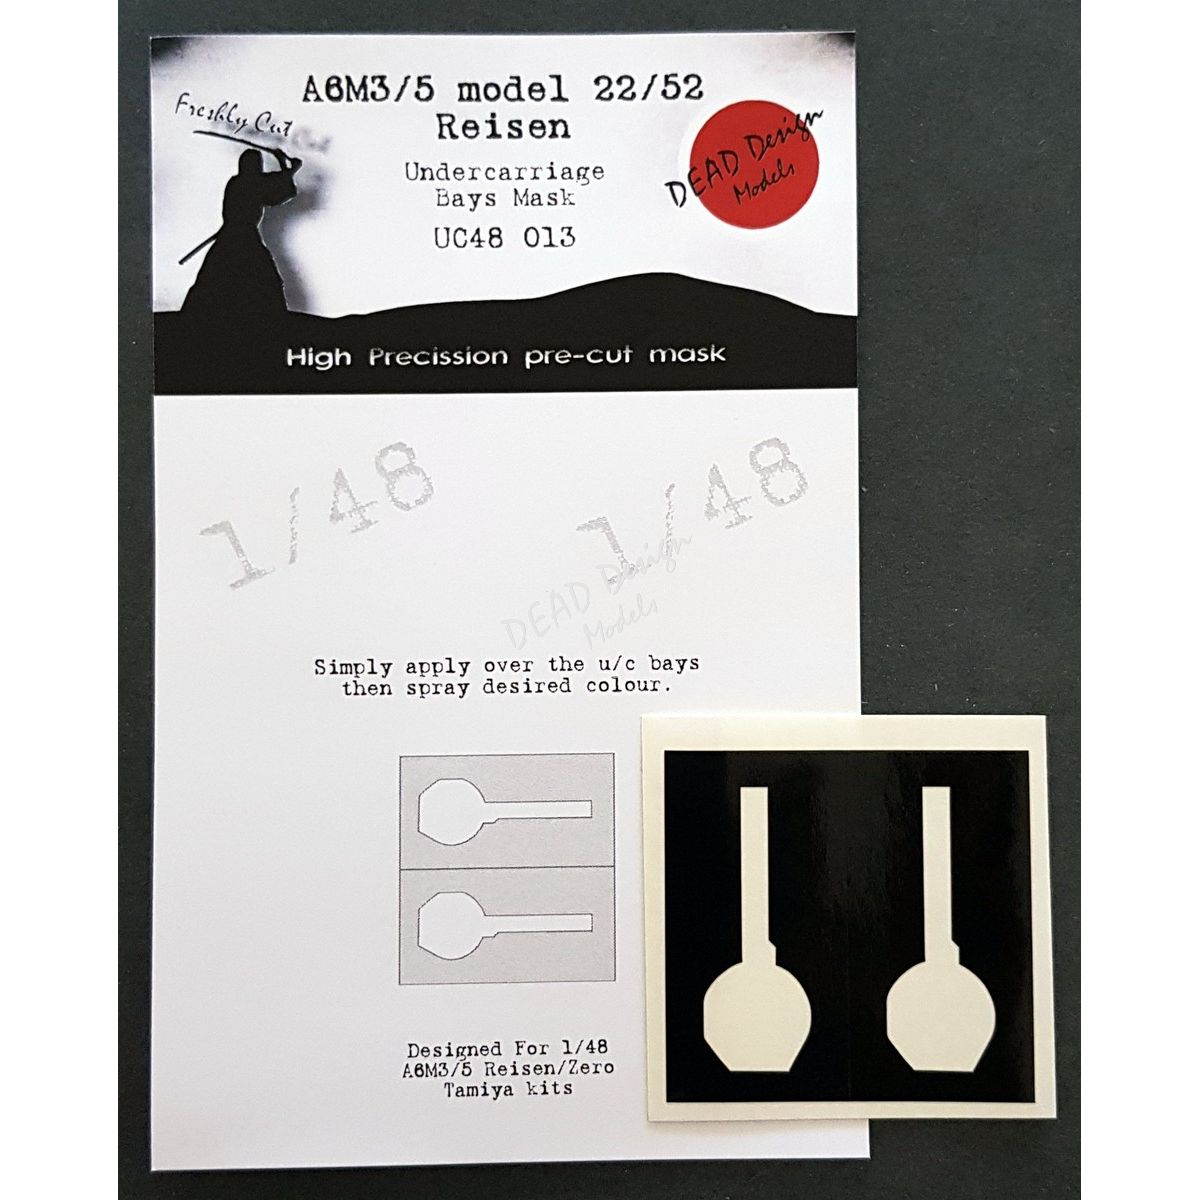 A6M3/5 model 22/52
Reisen
Freshly Cut
Undercarriage
Bays Mask
UC48 013
DEAD Design
Models
High Precission pre-cut mask
1/48
1/48
DEAD Design
Models
Simply apply over the u/c bays
then spray desired colour.
Designed For 1/48
A6M3/5 Reisen/Zero
Tamiya kits